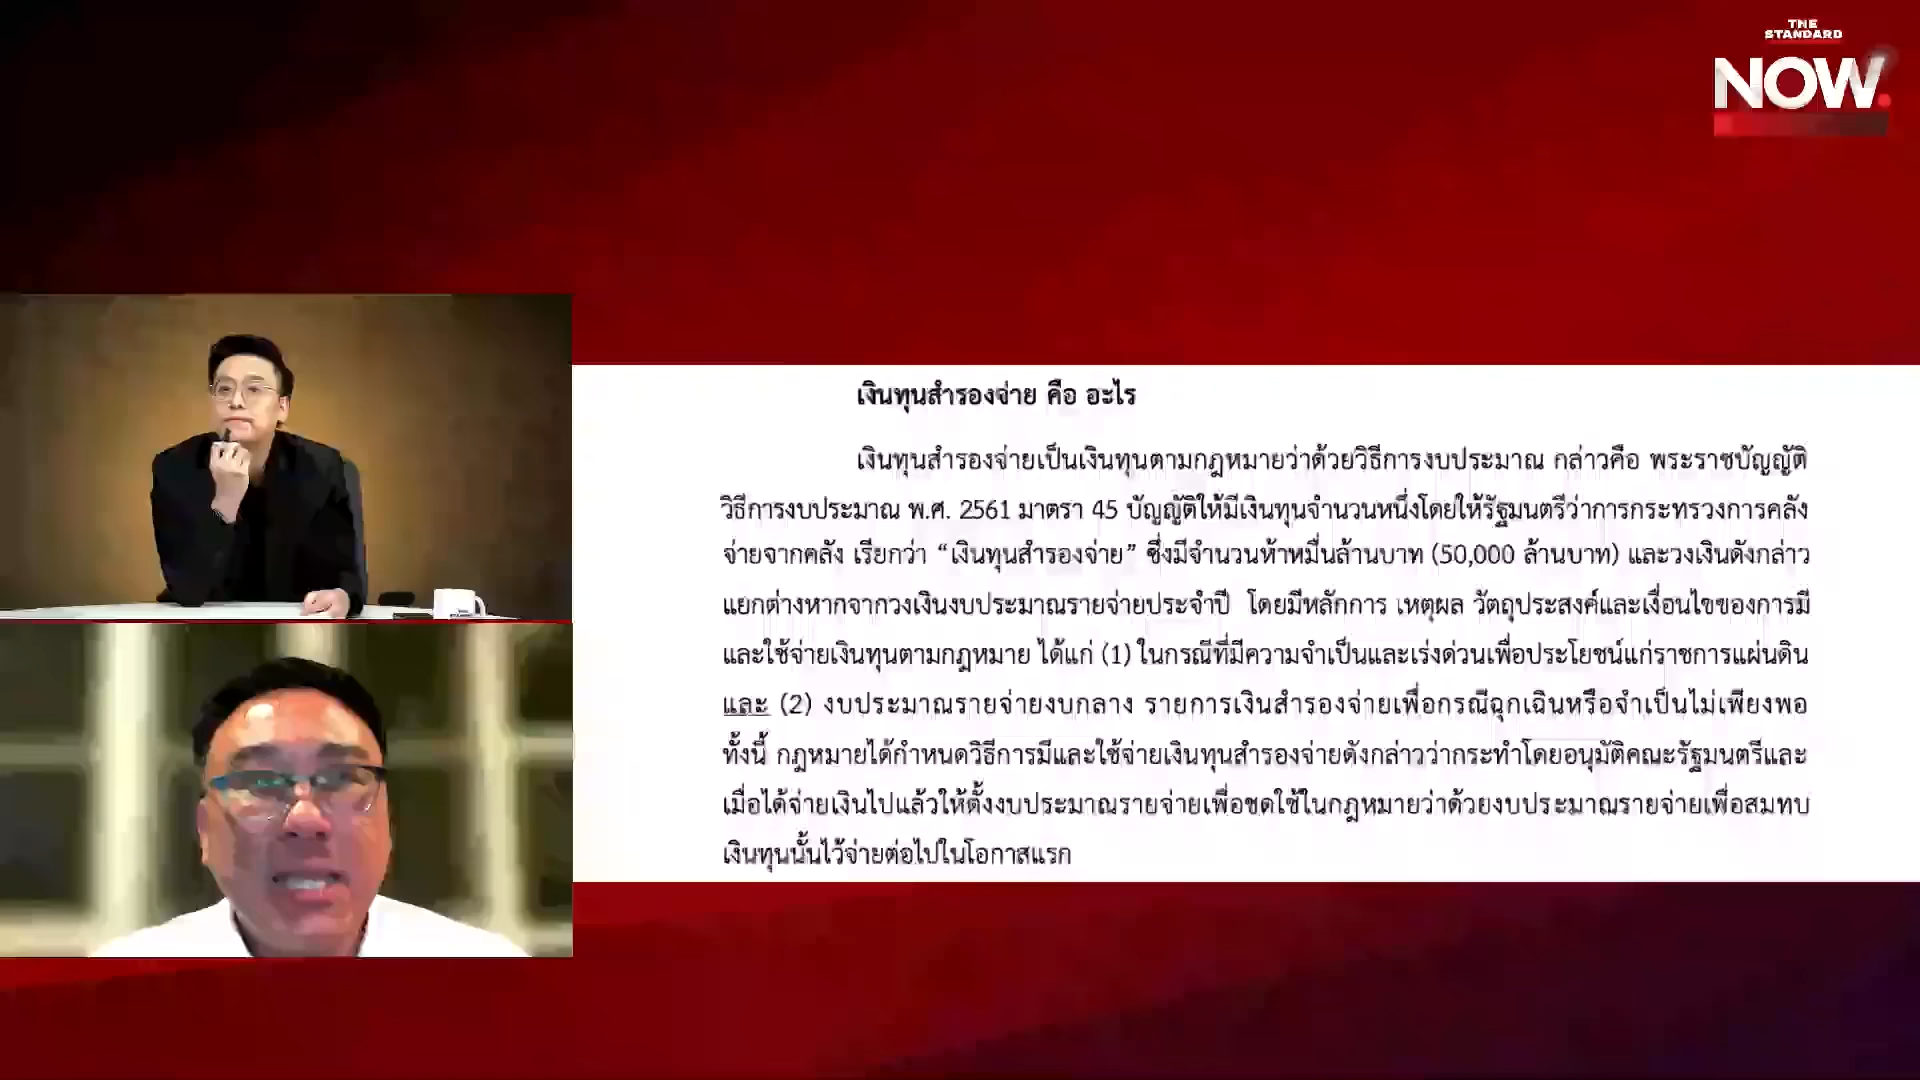 THE
STANDARD
NOW.
เงินทุนสำรองจ่าย คือ อะไร
เงินทุนสำรองจ่ายเป็นเงินทุนตามกฎหมายว่าด้วยวิธีการงบประมาณ กล่าวคือ พระราชบัญญัติ
วิธีการงบประมาณ พ.ศ. 2561 มาตรา 45 บัญญัติให้มีเงินทุนจำนวนหนึ่งโดยให้รัฐมนตรีว่าการกระทรวงการคลัง
จ่ายจากคลัง เรียกว่า “เงินทุนสำรองจ่าย” ซึ่งมีจำนวนห้าหมื่นล้านบาท (50,000 ล้านบาท) และวงเงินดังกล่าว
แยกต่างหากจากวงเงินงบประมาณรายจ่ายประจำปี โดยมีหลักการ เหตุผล วัตถุประสงค์และเงื่อนไขของการมี
และใช้จ่ายเงินทุนตามกฎหมาย ได้แก่ (1) ในกรณีที่มีความจำเป็นและเร่งด่วนเพื่อประโยชน์แก่ราชการแผ่นดิน
และ (2) งบประมาณรายจ่ายงบกลาง รายการเงินสำรองจ่ายเพื่อกรณีฉุกเฉินหรือจำเป็นไม่เพียงพอ
ทั้งนี้ กฎหมายได้กำหนดวิธีการมีและใช้จ่ายเงินทุนสำรองจ่ายดังกล่าวว่ากระทำโดยอนุมัติคณะรัฐมนตรีและ
เมื่อได้จ่ายเงินไปแล้วให้ตั้งงบประมาณรายจ่ายเพื่อชดใช้ในกฎหมายว่าด้วยงบประมาณรายจ่ายเพื่อสมทบ
เงินทุนนั้นไว้จ่ายต่อไปในโอกาสแรก